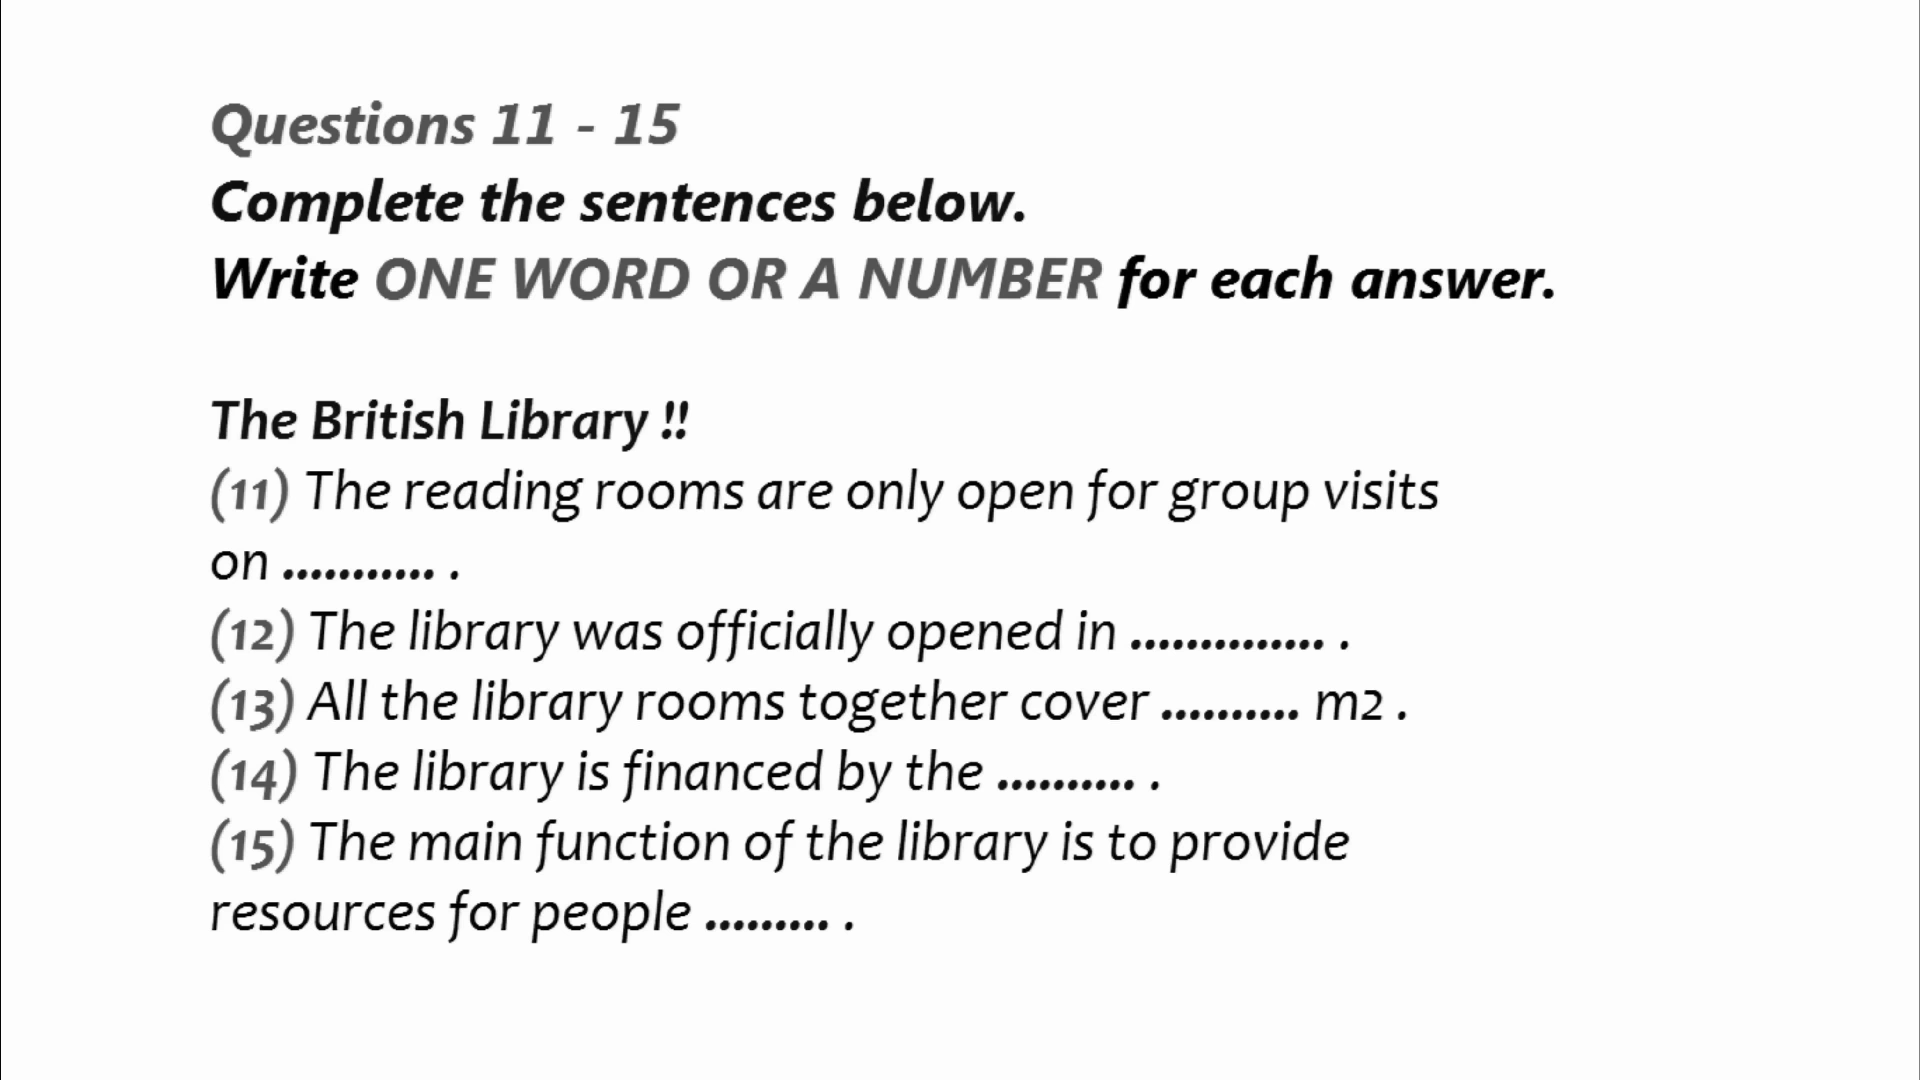 Questions 11 - 15
Complete the sentences below.
Write ONE WORD OR A NUMBER for each answer.
The British Library !!
(11) The reading rooms are only open for group visits
on ........... .
(12) The library was officially opened in .............. .
(13) All the library rooms together cover .......... m2 .
(14) The library is financed by the .......... .
(15) The main function of the library is to provide
resources for people ......... .